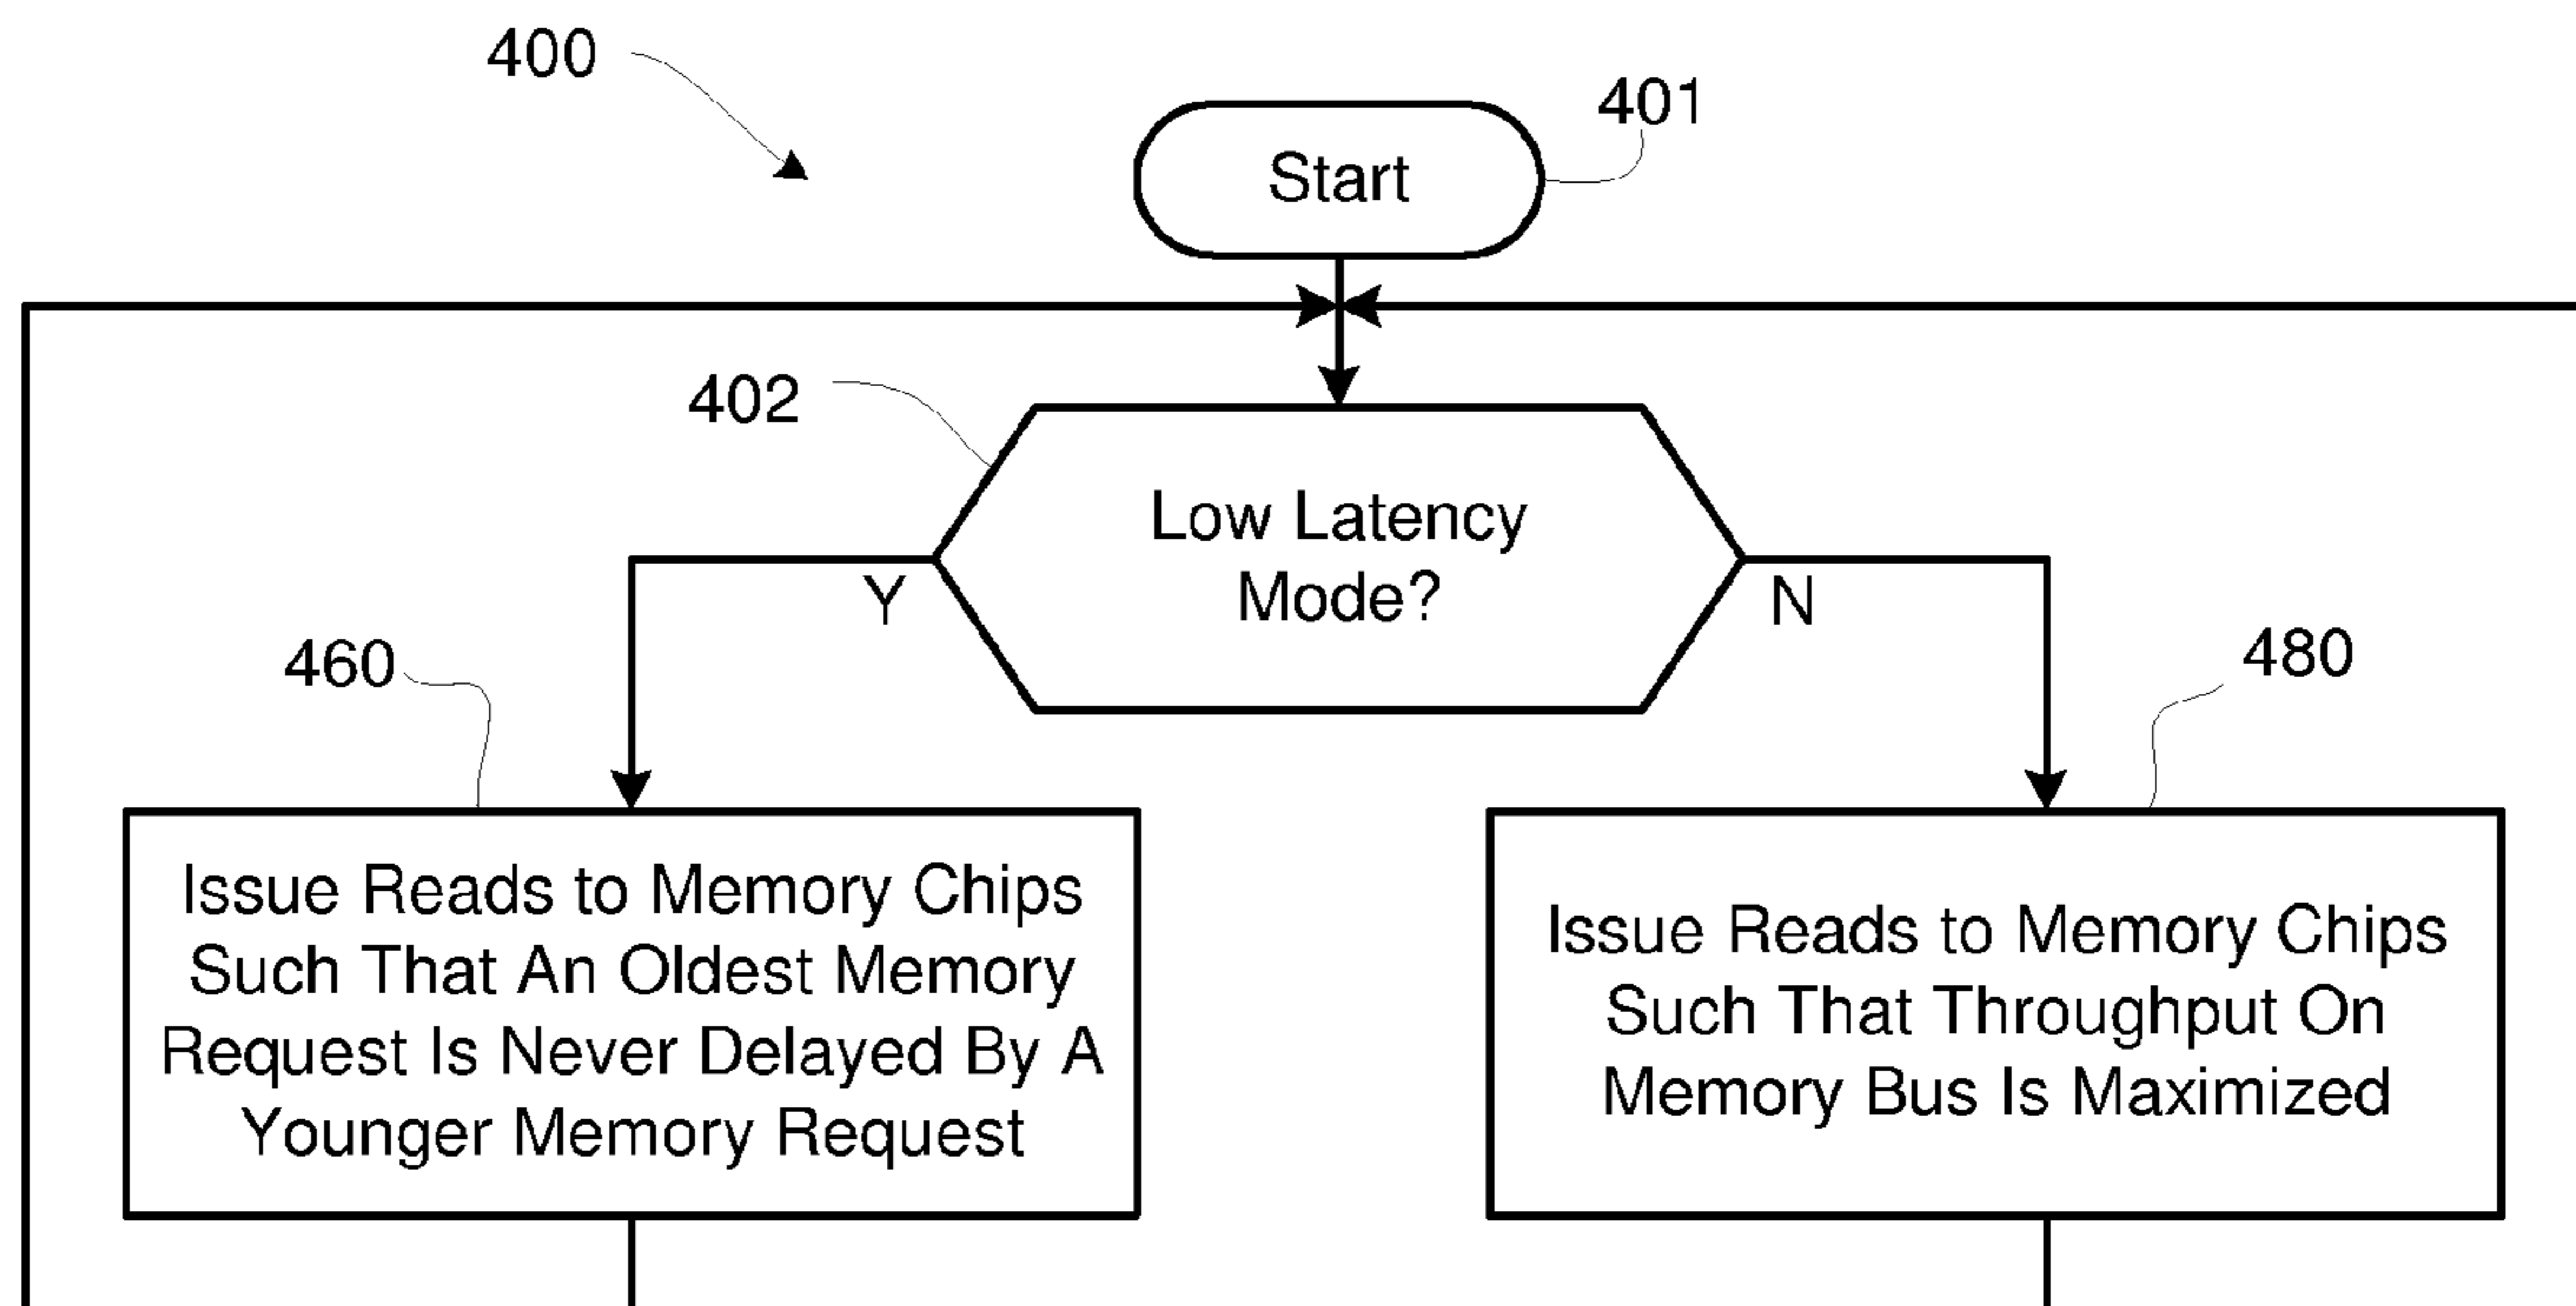 400
401
Start
402
Low Latency
Mode?
Y
N
460
480
Issue Reads to Memory Chips
Such That An Oldest Memory
Request Is Never Delayed By A
Younger Memory Request
Issue Reads to Memory Chips
Such That Throughput On
Memory Bus Is Maximized